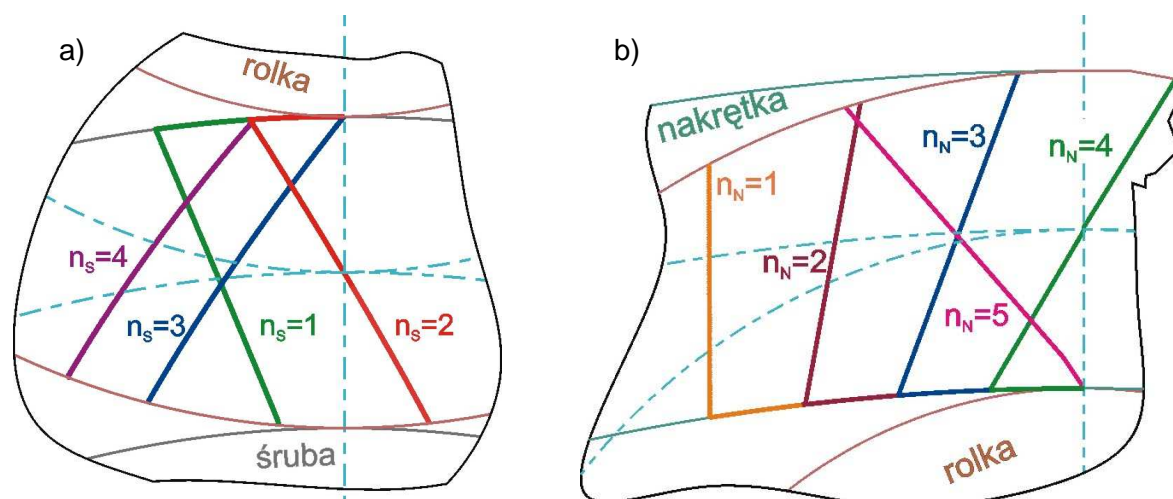 a)
rolka
n_S=4
n_S=3
n_S=1
n_S=2
śruba
b)
nakrętka
n_N=1
n_N=2
n_N=3
n_N=4
n_N=5
rolka